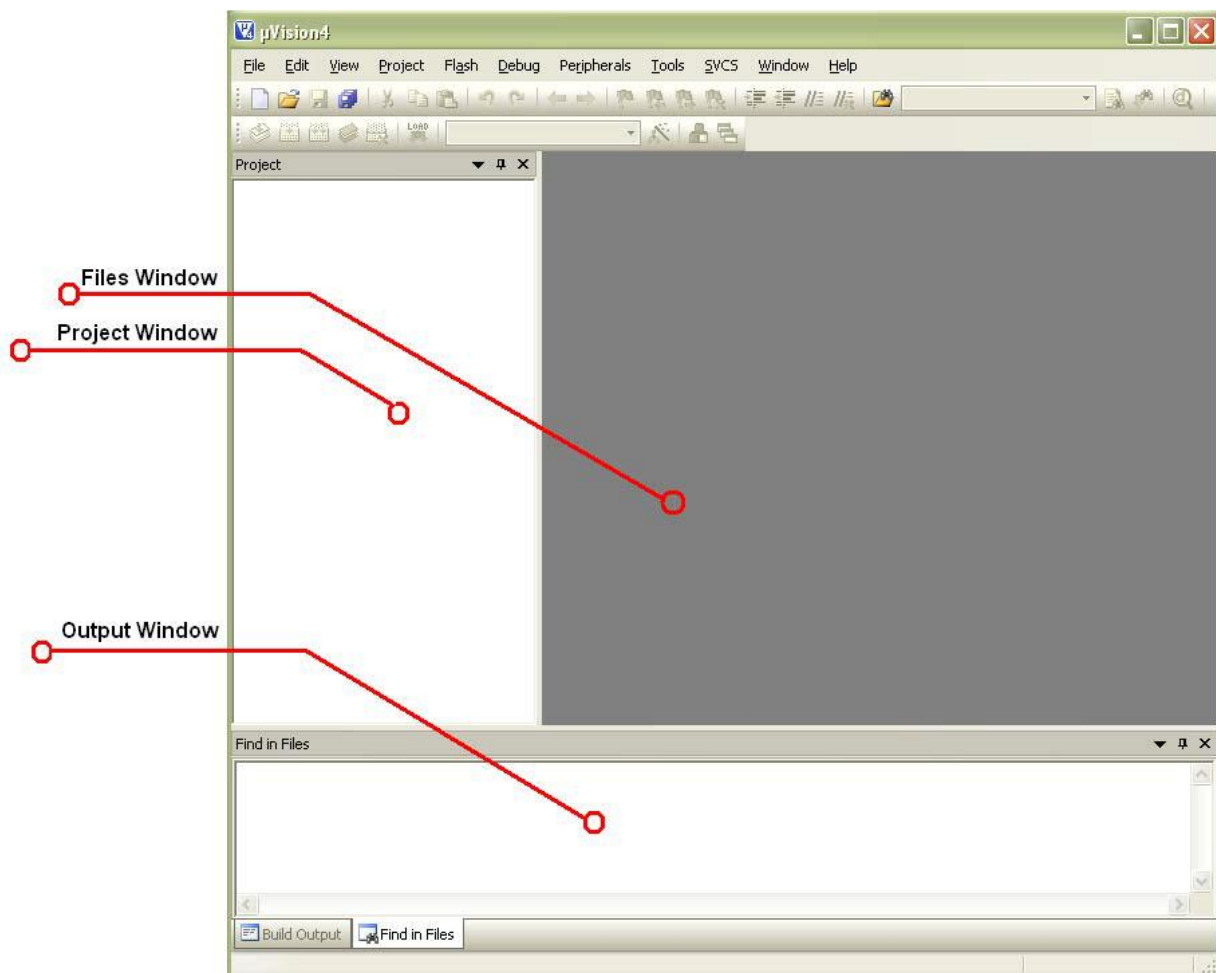 µVision4
File Edit View Project Flash Debug Peripherals Tools SVCS Window Help
LOAD
Project
Files Window
Project Window
Output Window
Find in Files
Build Output Find in Files